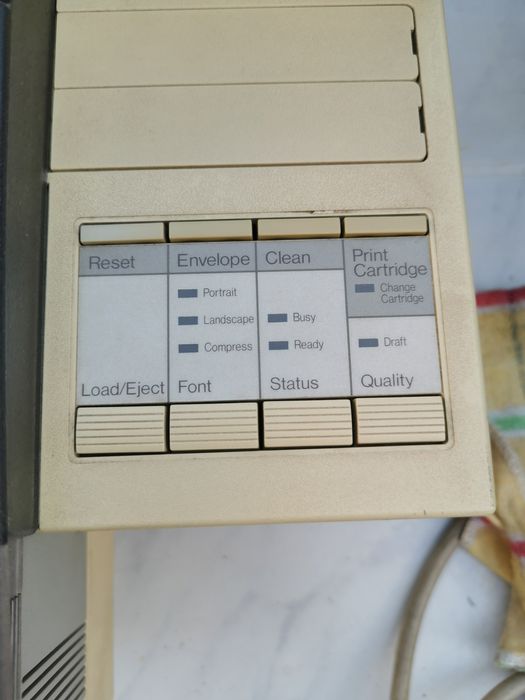 Reset
Envelope
Clean
Print
Cartridge
Portrait
Landscape
Compress
Busy
Ready
Change
Cartridge
Draft
Load/Eject
Font
Status
Quality